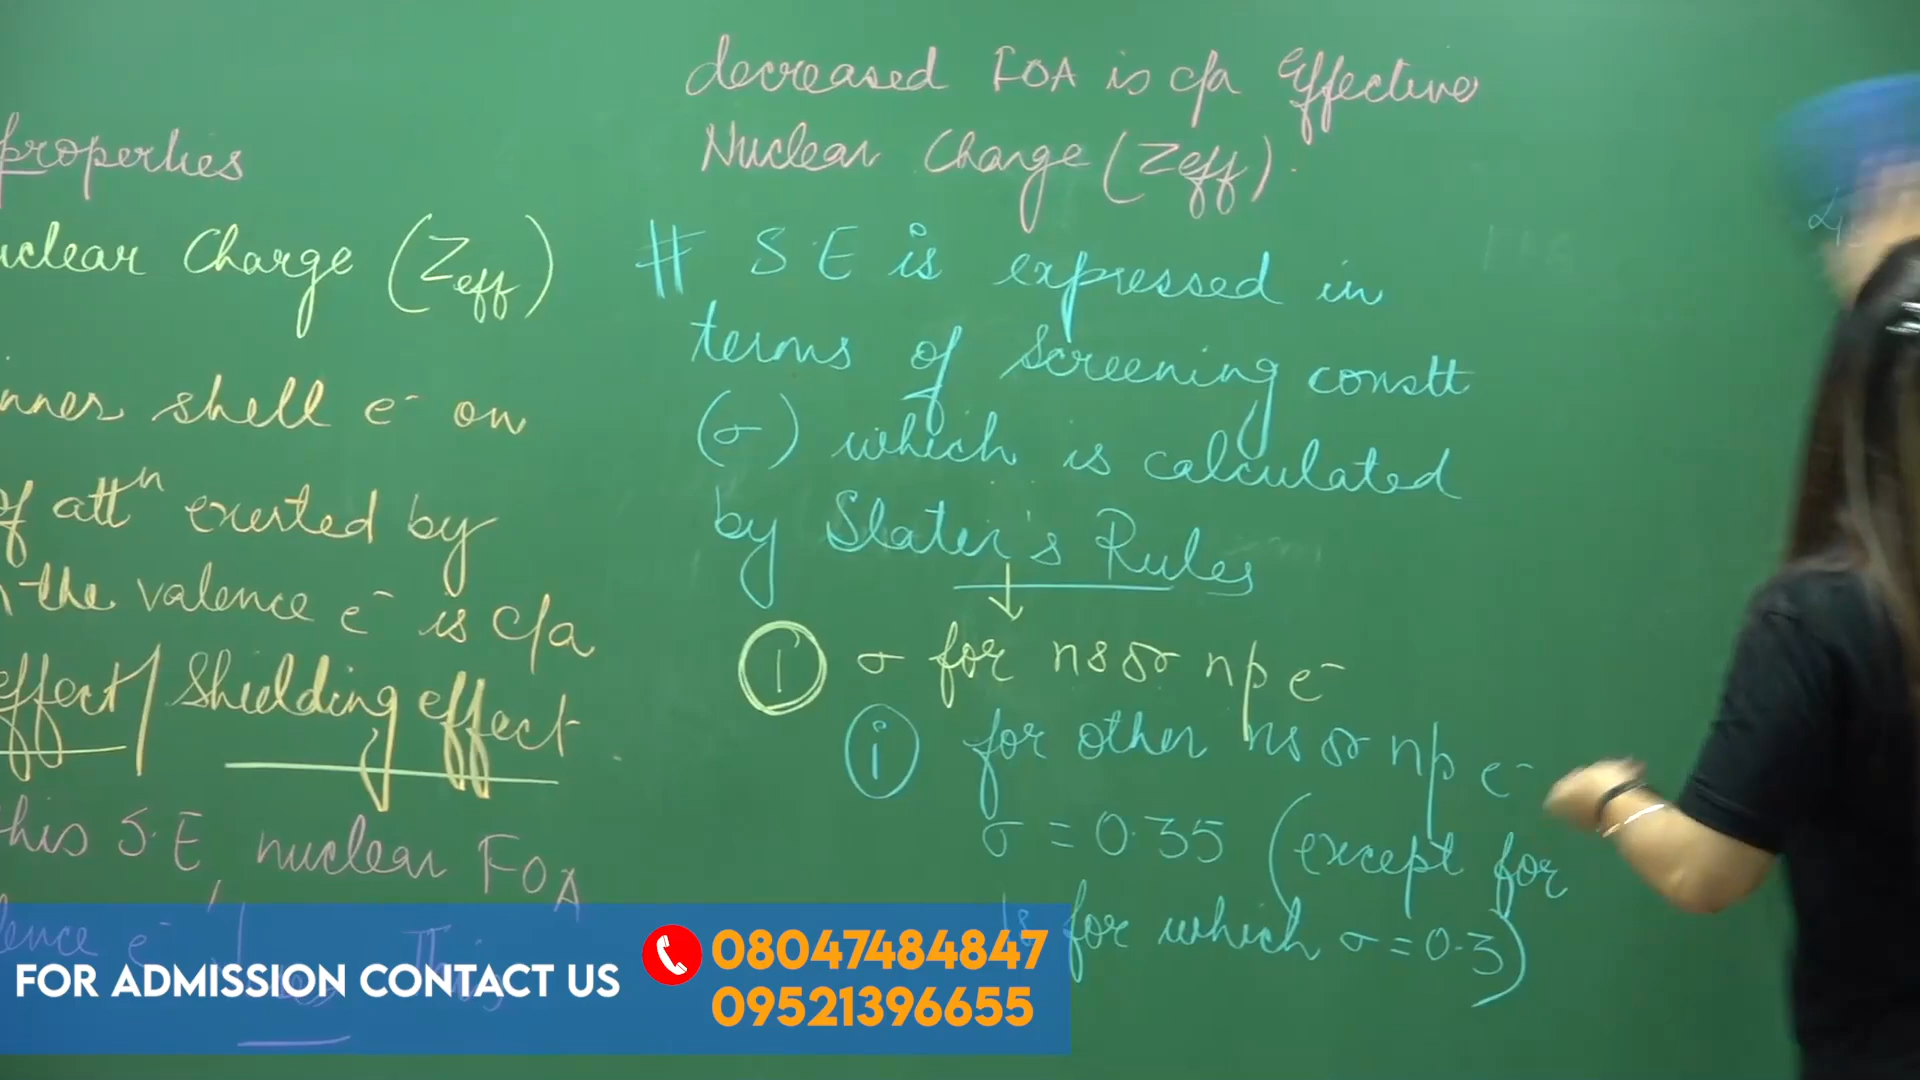 properties
uclear Charge (Zeff)
nner shell e⁻ on
of attⁿ exerted by
the valence e⁻ is c/a
effect/ Shielding effect
this S.E, nuclear FOA
lence e⁻ This
decreased FOA is c/a Effective
Nuclear Charge (Zeff).
# S.E is expressed in
terms of screening constt
(σ) which is calculated
by Slater's Rules
① σ for ns or np e⁻
ⓘ for other ns or np e⁻
σ = 0.35 (except for
1s for which σ = 0.3)
FOR ADMISSION CONTACT US
08047484847
09521396655